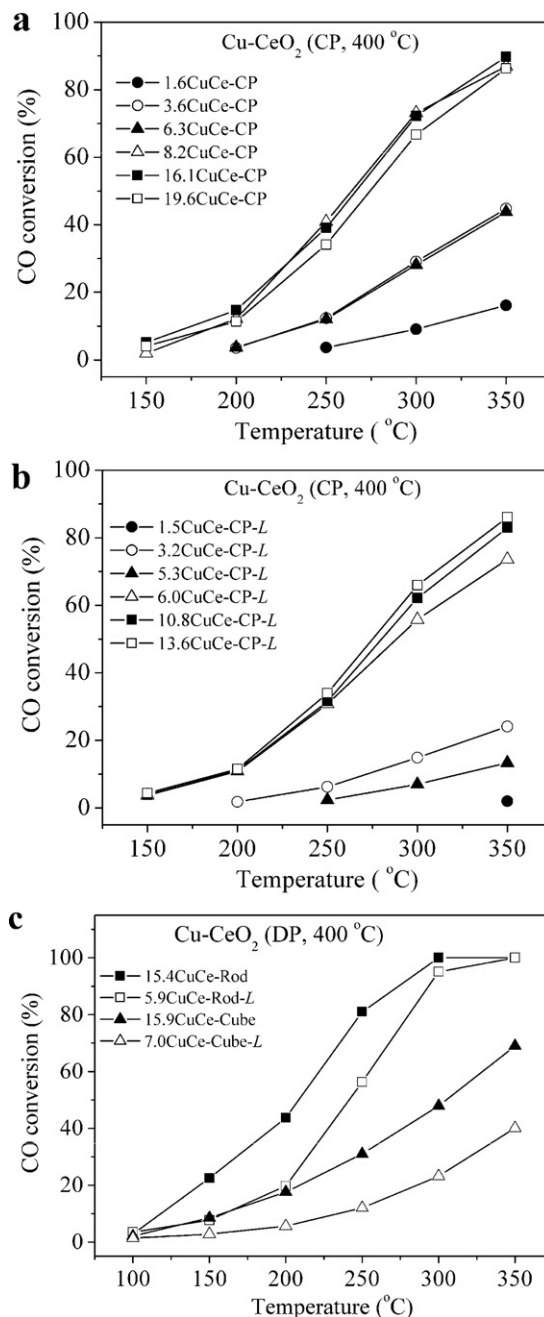 a
Cu-CeO2 (CP, 400 °C)
1.6CuCe-CP
3.6CuCe-CP
6.3CuCe-CP
8.2CuCe-CP
16.1CuCe-CP
19.6CuCe-CP
CO conversion (%)
100
80
60
40
20
0
150 200 250 300 350
Temperature ( °C)
b
Cu-CeO2 (CP, 400 °C)
1.5CuCe-CP-L
3.2CuCe-CP-L
5.3CuCe-CP-L
6.0CuCe-CP-L
10.8CuCe-CP-L
13.6CuCe-CP-L
CO conversion (%)
100
80
60
40
20
0
150 200 250 300 350
Temperature ( °C)
c
Cu-CeO2 (DP, 400 °C)
15.4CuCe-Rod
5.9CuCe-Rod-L
15.9CuCe-Cube
7.0CuCe-Cube-L
CO conversion (%)
100
80
60
40
20
0
100 150 200 250 300 350
Temperature (°C)